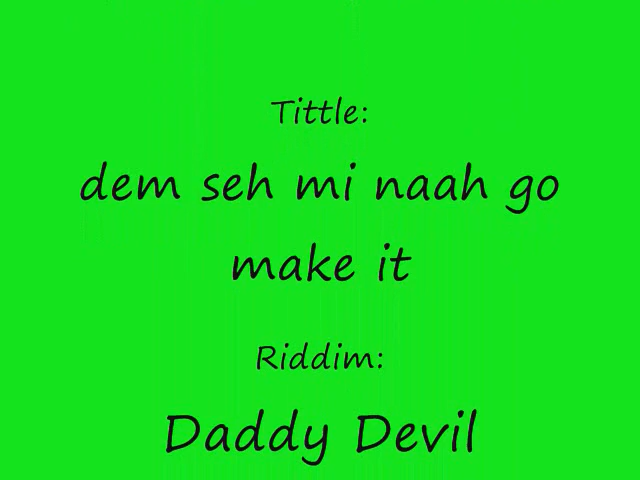 Tittle:
dem seh mi naah go
make it
Riddim:
Daddy Devil